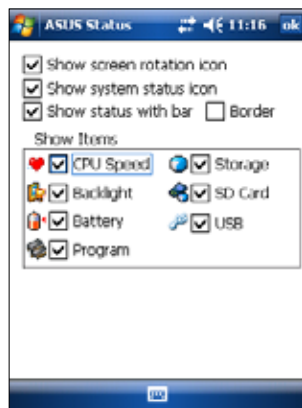 ASUS Status 11:16 ok
Show screen rotation icon
Show system status icon
Show status with bar Border
Show Items
CPU Speed Storage
Backlight SD Card
Battery USB
Program